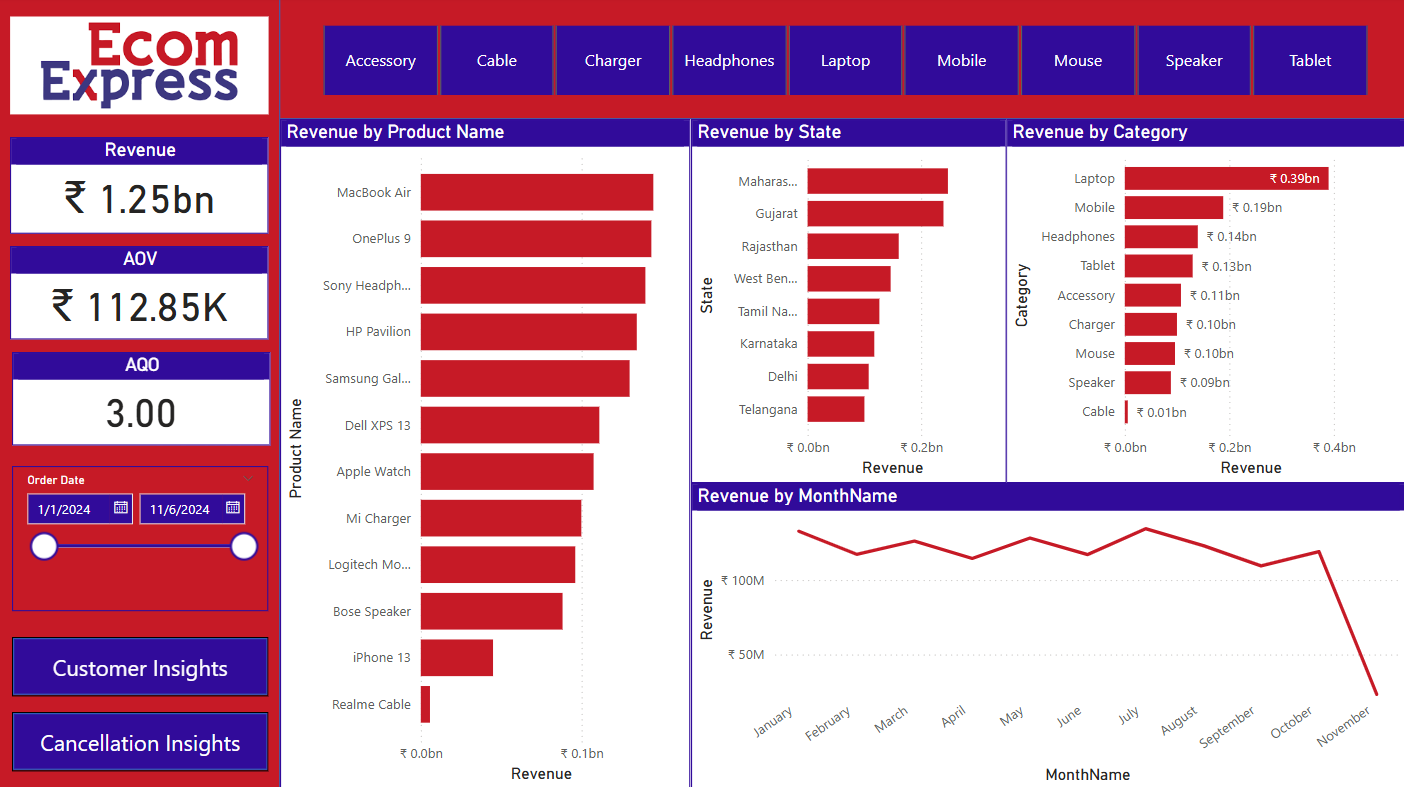 Ecom
Express
Accessory
Cable
Charger
Headphones
Laptop
Mobile
Mouse
Speaker
Tablet
Revenue
₹ 1.25bn
AOV
₹ 112.85K
AQO
3.00
Order Date
1/1/2024
11/6/2024
Customer Insights
Cancellation Insights
Revenue by Product Name
Product Name
MacBook Air
OnePlus 9
Sony Headph...
HP Pavilion
Samsung Gal...
Dell XPS 13
Apple Watch
Mi Charger
Logitech Mo...
Bose Speaker
iPhone 13
Realme Cable
₹ 0.0bn
₹ 0.1bn
Revenue
Revenue by State
State
Maharas...
Gujarat
Rajasthan
West Ben...
Tamil Na...
Karnataka
Delhi
Telangana
₹ 0.0bn
₹ 0.2bn
Revenue
Revenue by Category
Category
Laptop ₹ 0.39bn
Mobile ₹ 0.19bn
Headphones ₹ 0.14bn
Tablet ₹ 0.13bn
Accessory ₹ 0.11bn
Charger ₹ 0.10bn
Mouse ₹ 0.10bn
Speaker ₹ 0.09bn
Cable ₹ 0.01bn
₹ 0.0bn
₹ 0.2bn
₹ 0.4bn
Revenue
Revenue by MonthName
Revenue
₹ 100M
₹ 50M
January
February
March
April
May
June
July
August
September
October
November
MonthName